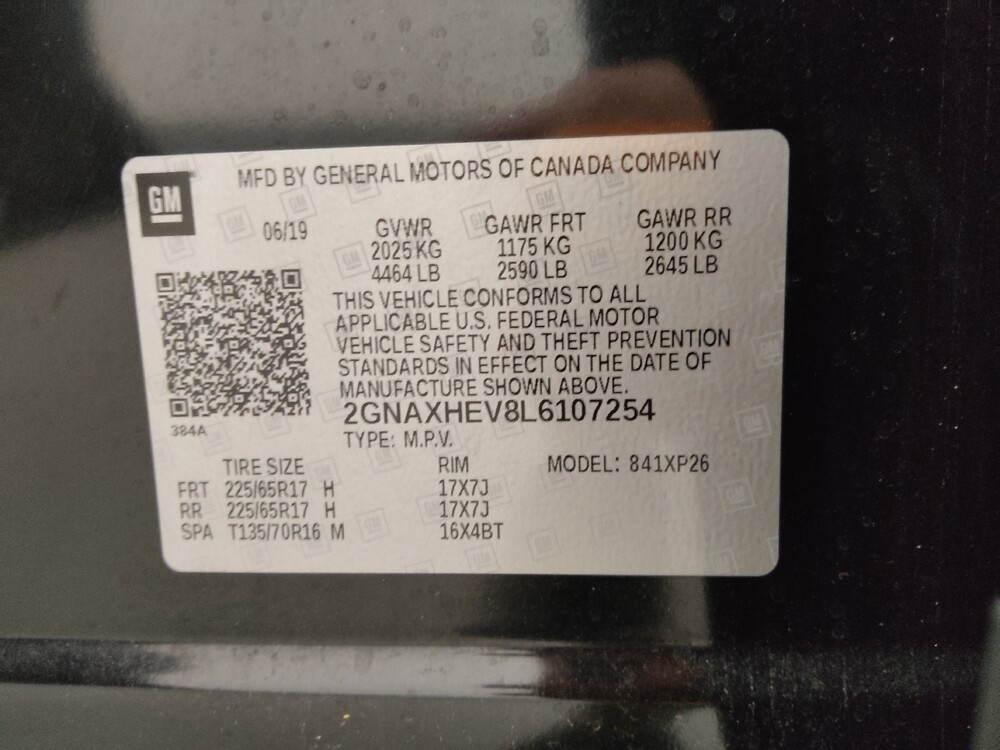 MFD BY GENERAL MOTORS OF CANADA COMPANY
GM
06/19 GVWR GAWR FRT GAWR RR
2025 KG 1175 KG 1200 KG
4464 LB 2590 LB 2645 LB
THIS VEHICLE CONFORMS TO ALL
APPLICABLE U.S. FEDERAL MOTOR
VEHICLE SAFETY AND THEFT PREVENTION
STANDARDS IN EFFECT ON THE DATE OF
MANUFACTURE SHOWN ABOVE.
2GNAXHEV8L6107254
384A
TYPE: M.P.V.
TIRE SIZE RIM MODEL: 841XP26
FRT 225/65R17 H 17X7J
RR 225/65R17 H 17X7J
SPA T135/70R16 M 16X4BT